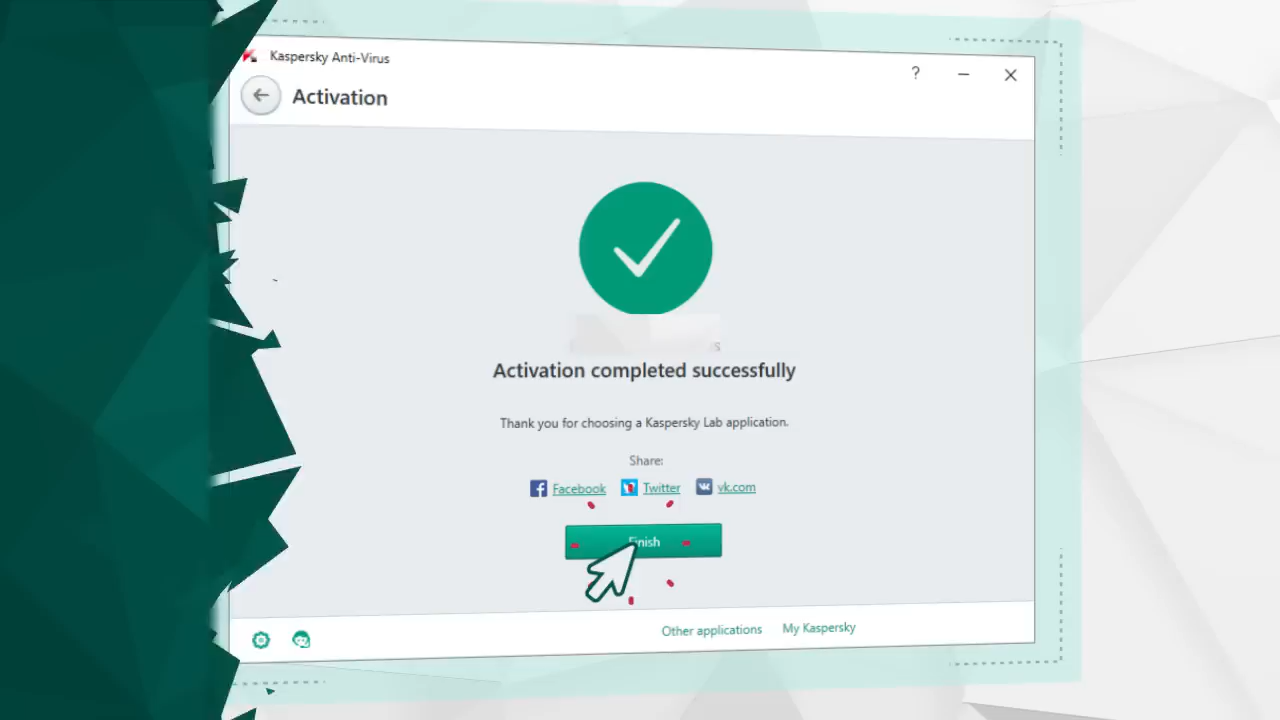 Kaspersky Anti-Virus
?
Activation
Activation completed successfully
Thank you for choosing a Kaspersky Lab application.
Share:
Facebook Twitter vk.com
Finish
Other applications My Kaspersky